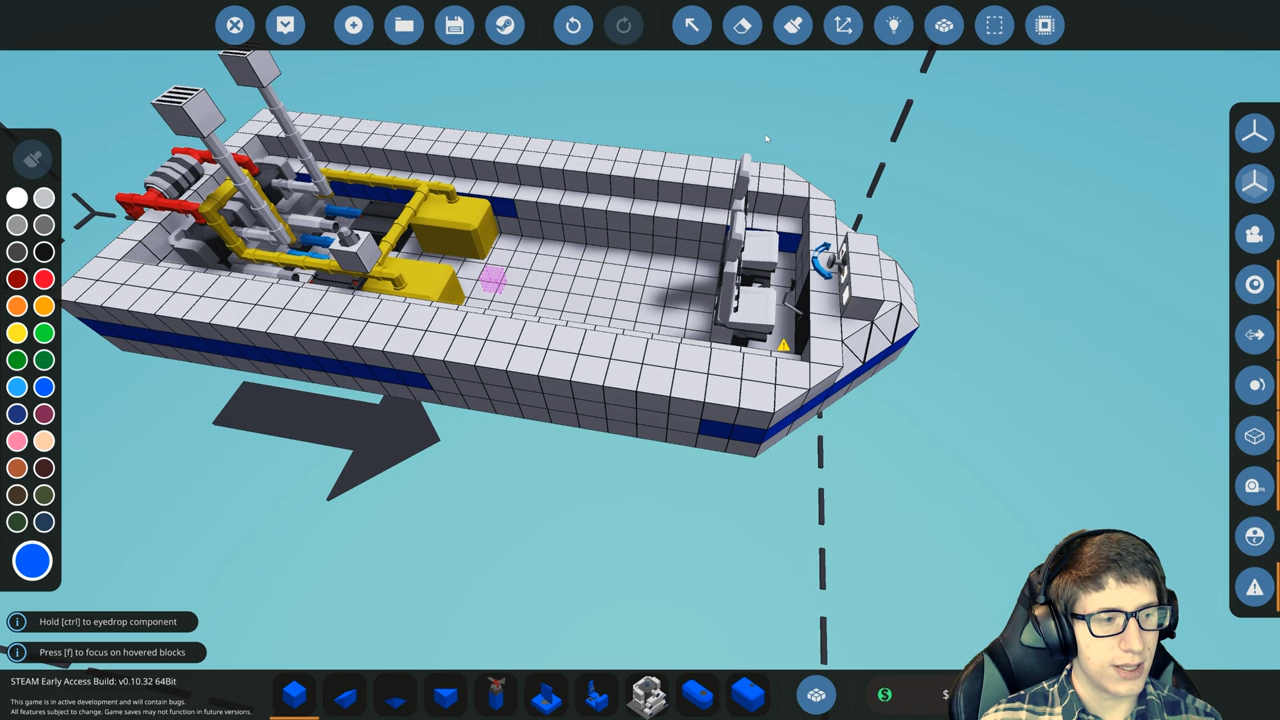 Hold [ctrl] to eyedrop component
Press [f] to focus on hovered blocks
STEAM Early Access Build: v0.10.32 64Bit
This game is in active development and will contain bugs.
All features subject to change. Game saves may not function in future versions.
$
$